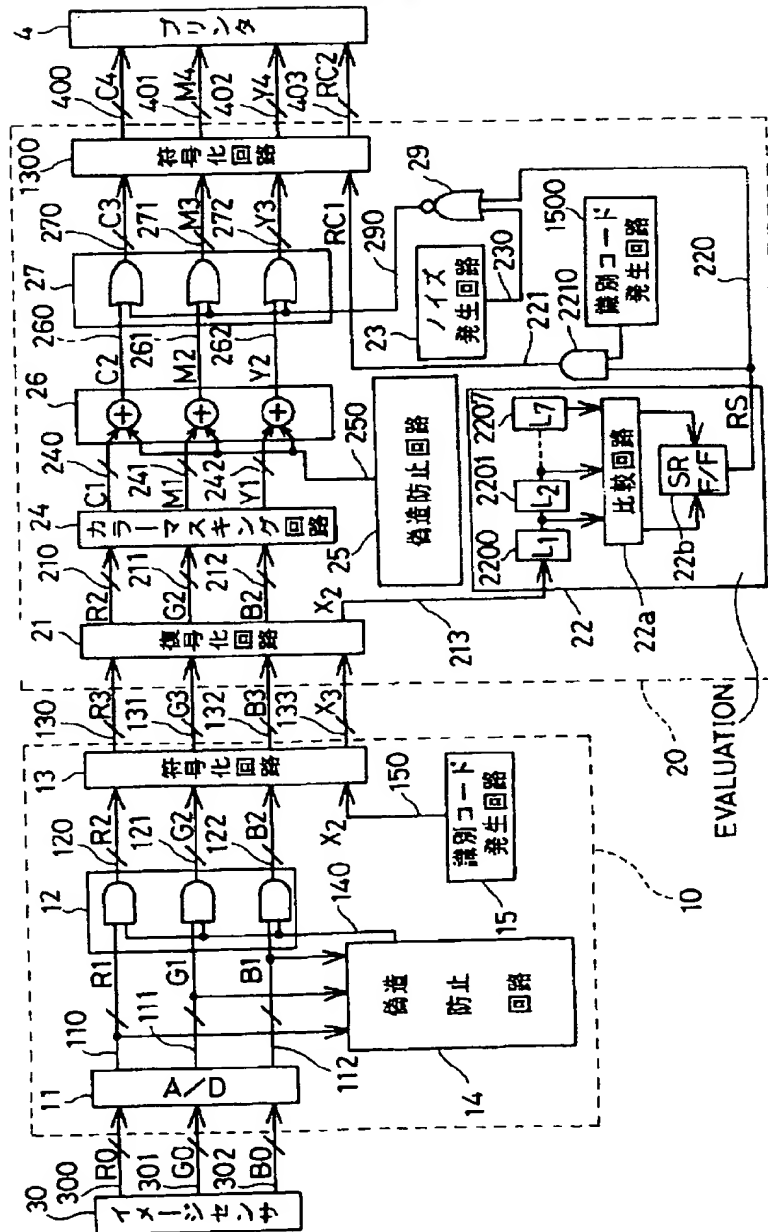 30
イメージセンサ
300
R0
301
G0
302
B0
11
A/D
110
R1
111
G1
112
B1
12
140
14
偽造
防止
回路
120
R2
121
G2
122
B2
13
符号化回路
X2
150
15
識別コード
発生回路
10
130
R3
131
G3
132
B3
133
X3
21
復号化回路
X2
213
210
R2
211
G2
212
B2
24
カラーマスキング回路
240
C1
241
M1
242
Y1
25
偽造防止回路
250
26
260
C2
261
M2
262
Y2
27
270
C3
271
M3
272
Y3
290
29
23
ノイズ
発生回路
230
RC1
221
2210
1500
識別コード
発生回路
220
22
2200
L1
2201
L2
2207
L7
比較回路
22a
SR
F/F
22b
RS
20
EVALUATION
1300
符号化回路
400
C4
401
M4
402
Y4
403
RC2
4
プリンタ